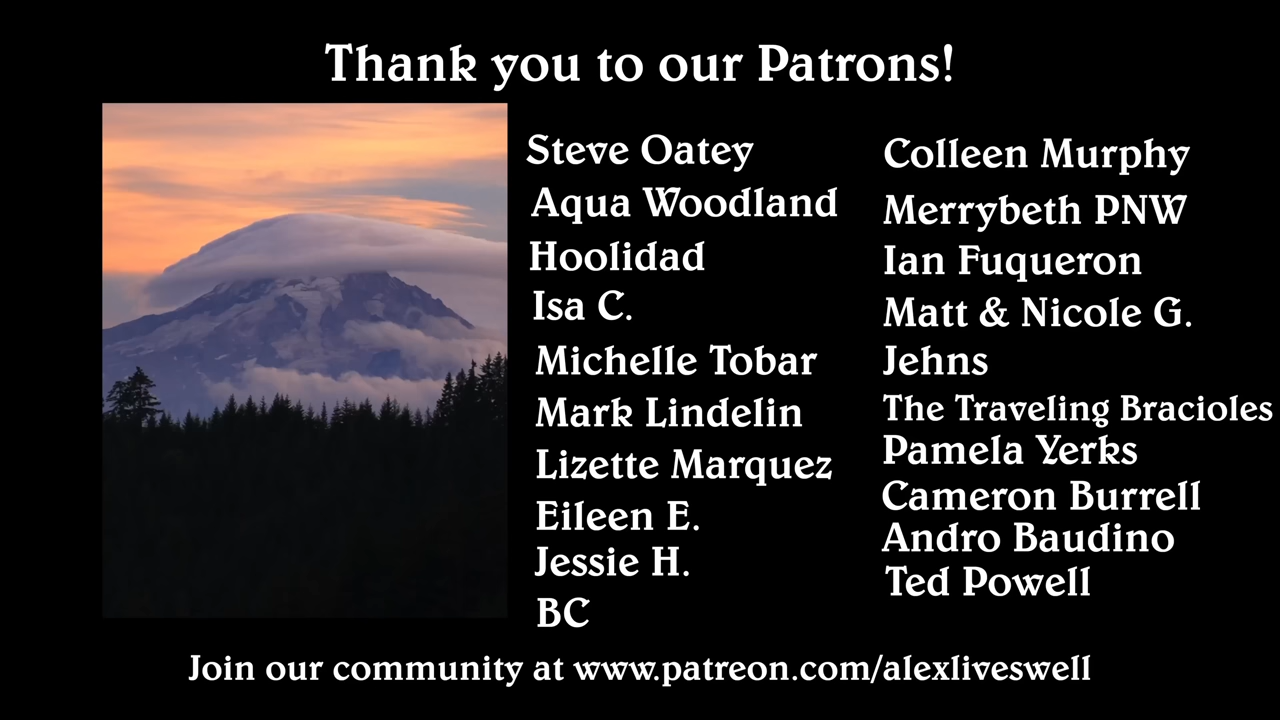 Thank you to our Patrons!
Steve Oatey
Aqua Woodland
Hoolidad
Isa C.
Michelle Tobar
Mark Lindelin
Lizette Marquez
Eileen E.
Jessie H.
BC
Colleen Murphy
Merrybeth PNW
Ian Fuqueron
Matt & Nicole G.
Jehns
The Traveling Bracioles
Pamela Yerks
Cameron Burrell
Andro Baudino
Ted Powell
Join our community at www.patreon.com/alexliveswell